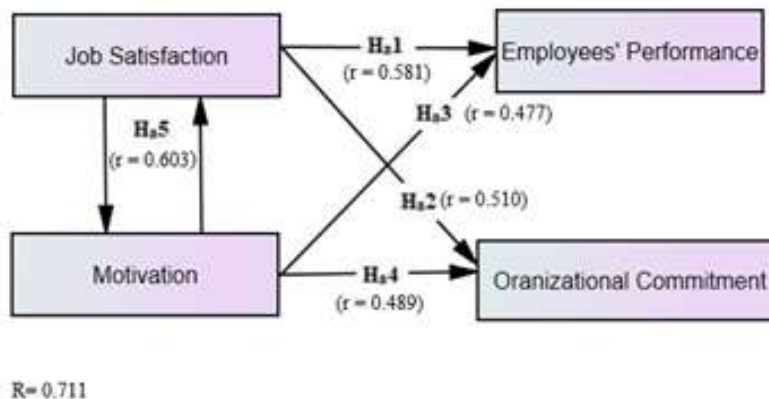 Job Satisfaction
Hₐ1
(r = 0.581)
Employees' Performance
Hₐ3 (r = 0.477)
Hₐ5
(r = 0.603)
Hₐ2 (r = 0.510)
Motivation
Hₐ4
(r = 0.489)
Oranizational Commitment
R= 0.711